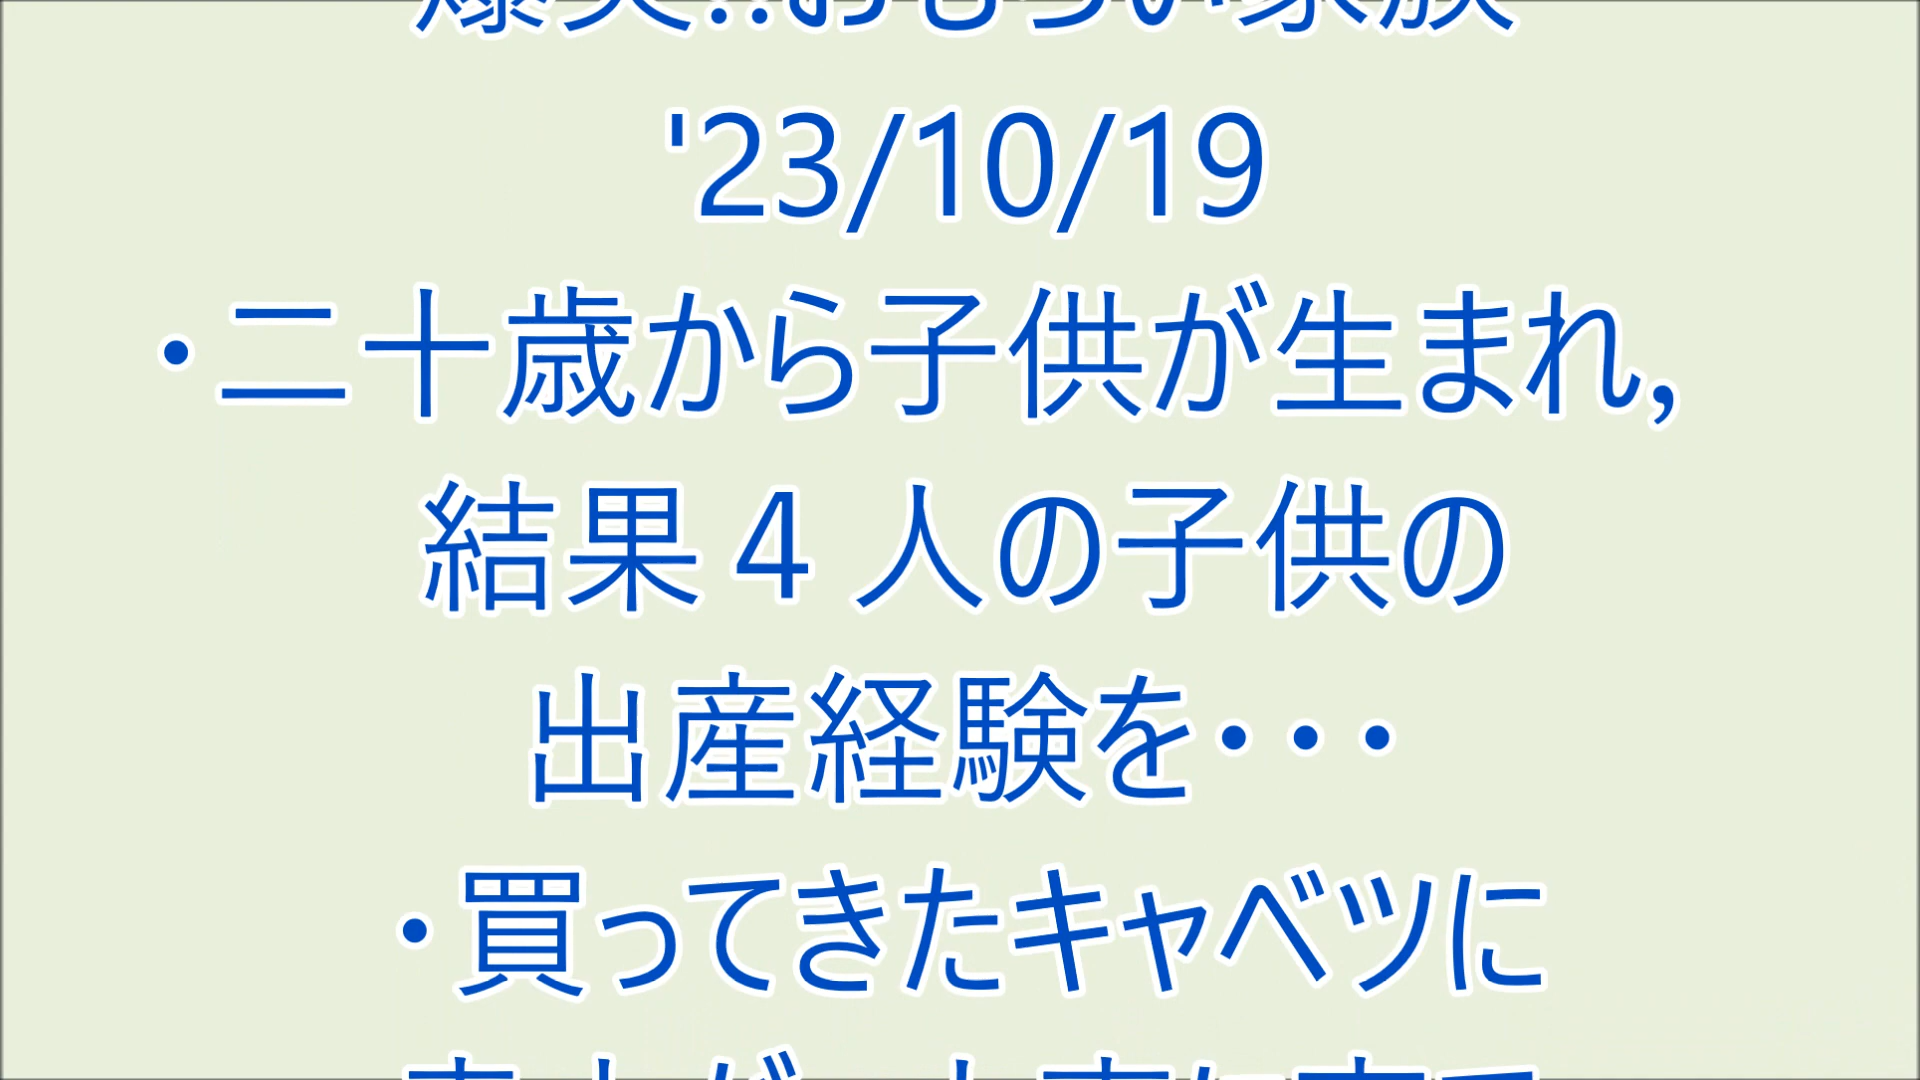 '23/10/19
・二十歳から子供が生まれ,
結果４人の子供の
出産経験を・・・
・買ってきたキャベツに